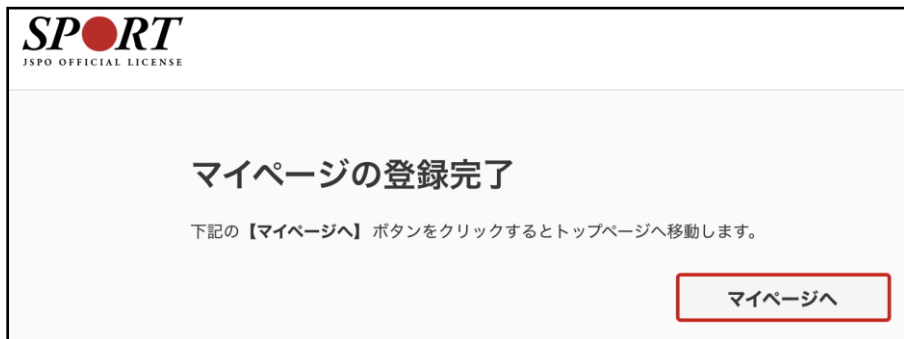 SPORT
JSPO OFFICIAL LICENSE
マイページの登録完了
下記の【マイページへ】ボタンをクリックするとトップページへ移動します。
マイページへ